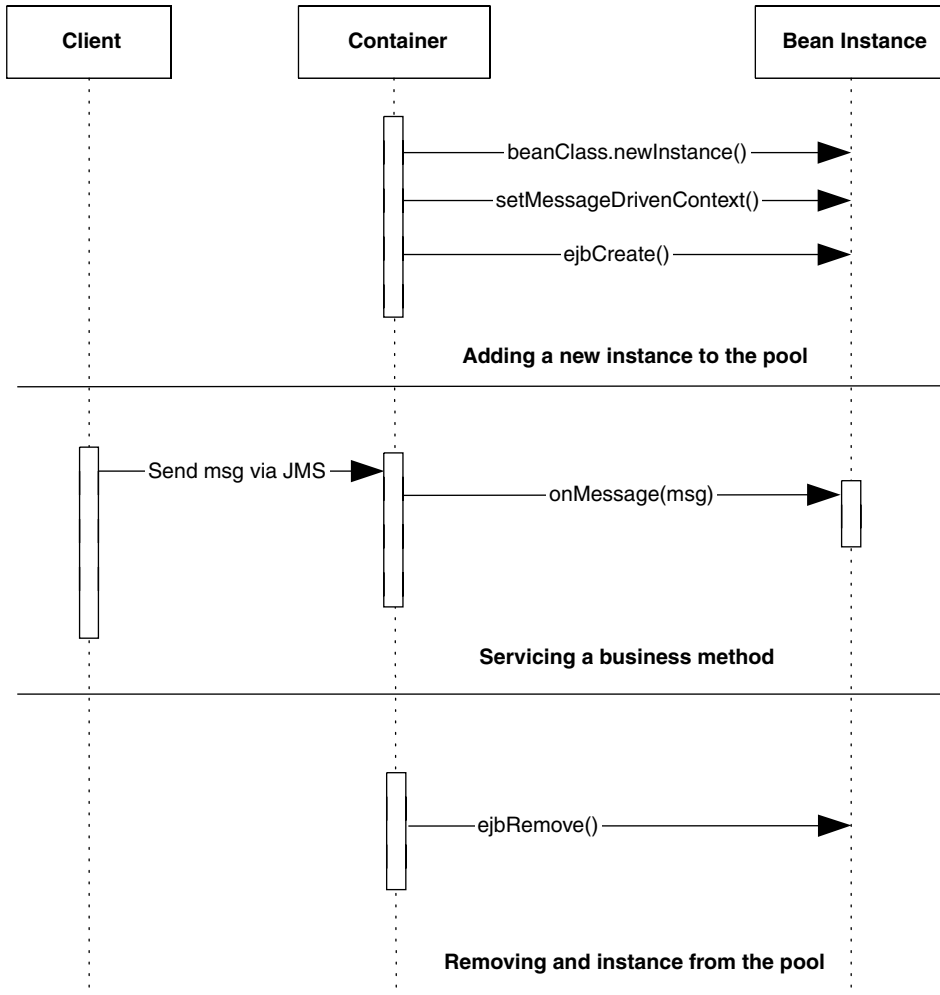 Client
Container
Bean Instance
beanClass.newInstance()
setMessageDrivenContext()
ejbCreate()
Adding a new instance to the pool
Send msg via JMS
onMessage(msg)
Servicing a business method
ejbRemove()
Removing and instance from the pool